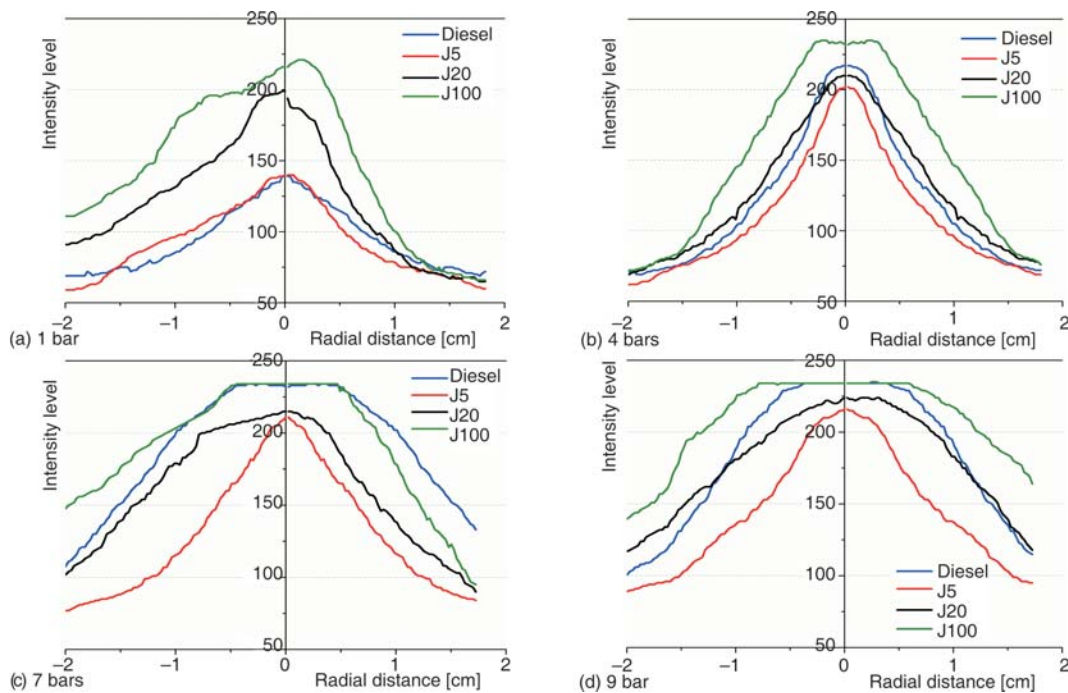 (a) 1 bar
Intensity level
250
200
150
100
50
Diesel
J5
J20
J100
–2
–1
0
1
2
Radial distance [cm]
(b) 4 bars
Intensity level
250
200
150
100
50
Diesel
J5
J20
J100
–2
–1
0
1
2
Radial distance [cm]
(c) 7 bars
Intensity level
250
200
150
100
50
Diesel
J5
J20
J100
–2
–1
0
1
2
Radial distance [cm]
(d) 9 bar
Intensity level
250
200
150
100
50
Diesel
J5
J20
J100
–2
–1
0
1
2
Radial distance [cm]